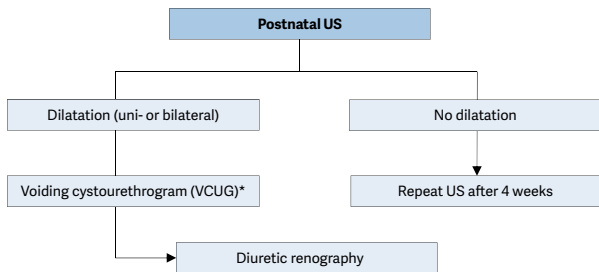 Postnatal US
Dilatation (uni- or bilateral)
No dilatation
Voiding cystourethrogram (VCUG)*
Repeat US after 4 weeks
Diuretic renography